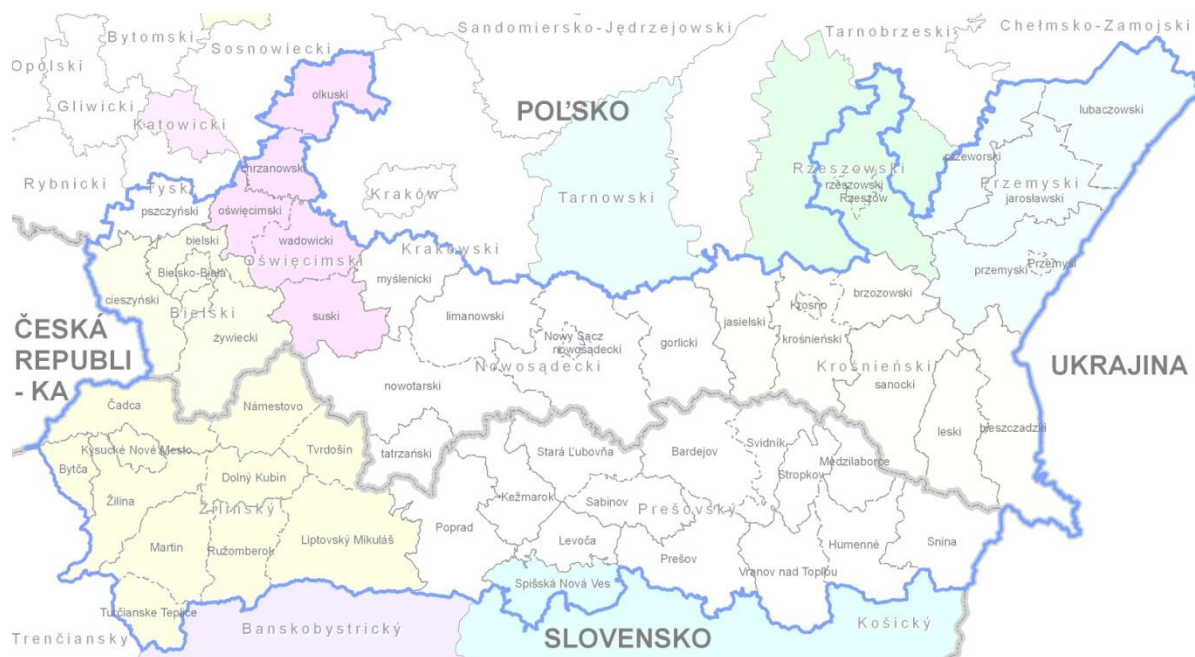 Sandomiersko-Jędrzejowski
Chełmsko-Zamojski
Tarnobrzeski
Bytomski
Sosnowiecki
Opolski
olkuski
POĽSKO
Gliwicki
Katowicki
lubaczowski
chrzanowski
przeworski
Rzeszowski
Rybnicki
Tyski
Kraków
Tarnowski
rzeszowski
Rzeszów
Przemyski
jarosławski
pszczyński
oświęcimski
bielski
wadowicki
Krakowski
Oświęcimski
Bielsko-Biała
myślenicki
przemyski
Przemyśl
cieszyński
Bielski
suski
limanowski
brzozowski
Krosno
jasielski
krośnieński
żywiecki
Nowy Sącz
nowosądecki
gorlicki
ČESKÁ
REPUBLI
- KA
UKRAJINA
nowotarski
Nowosądecki
Krośnieński
sanocki
Čadca
Námestovo
leski
bieszczadzki
Kysucké Nové Mesto
Tvrdošín
tatrzański
Stará Ľubovňa
Bardejov
Svidník
Medzilaborce
Bytča
Dolný Kubín
Stropkov
Žilina
Žilinský
Kežmarok
Sabinov
Prešovský
Martin
Ružomberok
Liptovský Mikuláš
Poprad
Levoča
Prešov
Humenné
Snina
Vranov nad Topľou
Spišská Nová Ves
Turčianske Teplice
Trenčiansky
Banskobystrický
SLOVENSKO
Košický